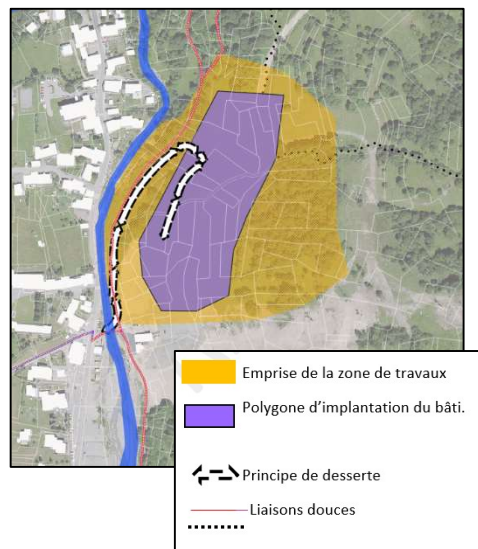 Emprise de la zone de travaux
Polygone d’implantation du bâti.
Principe de desserte
Liaisons douces